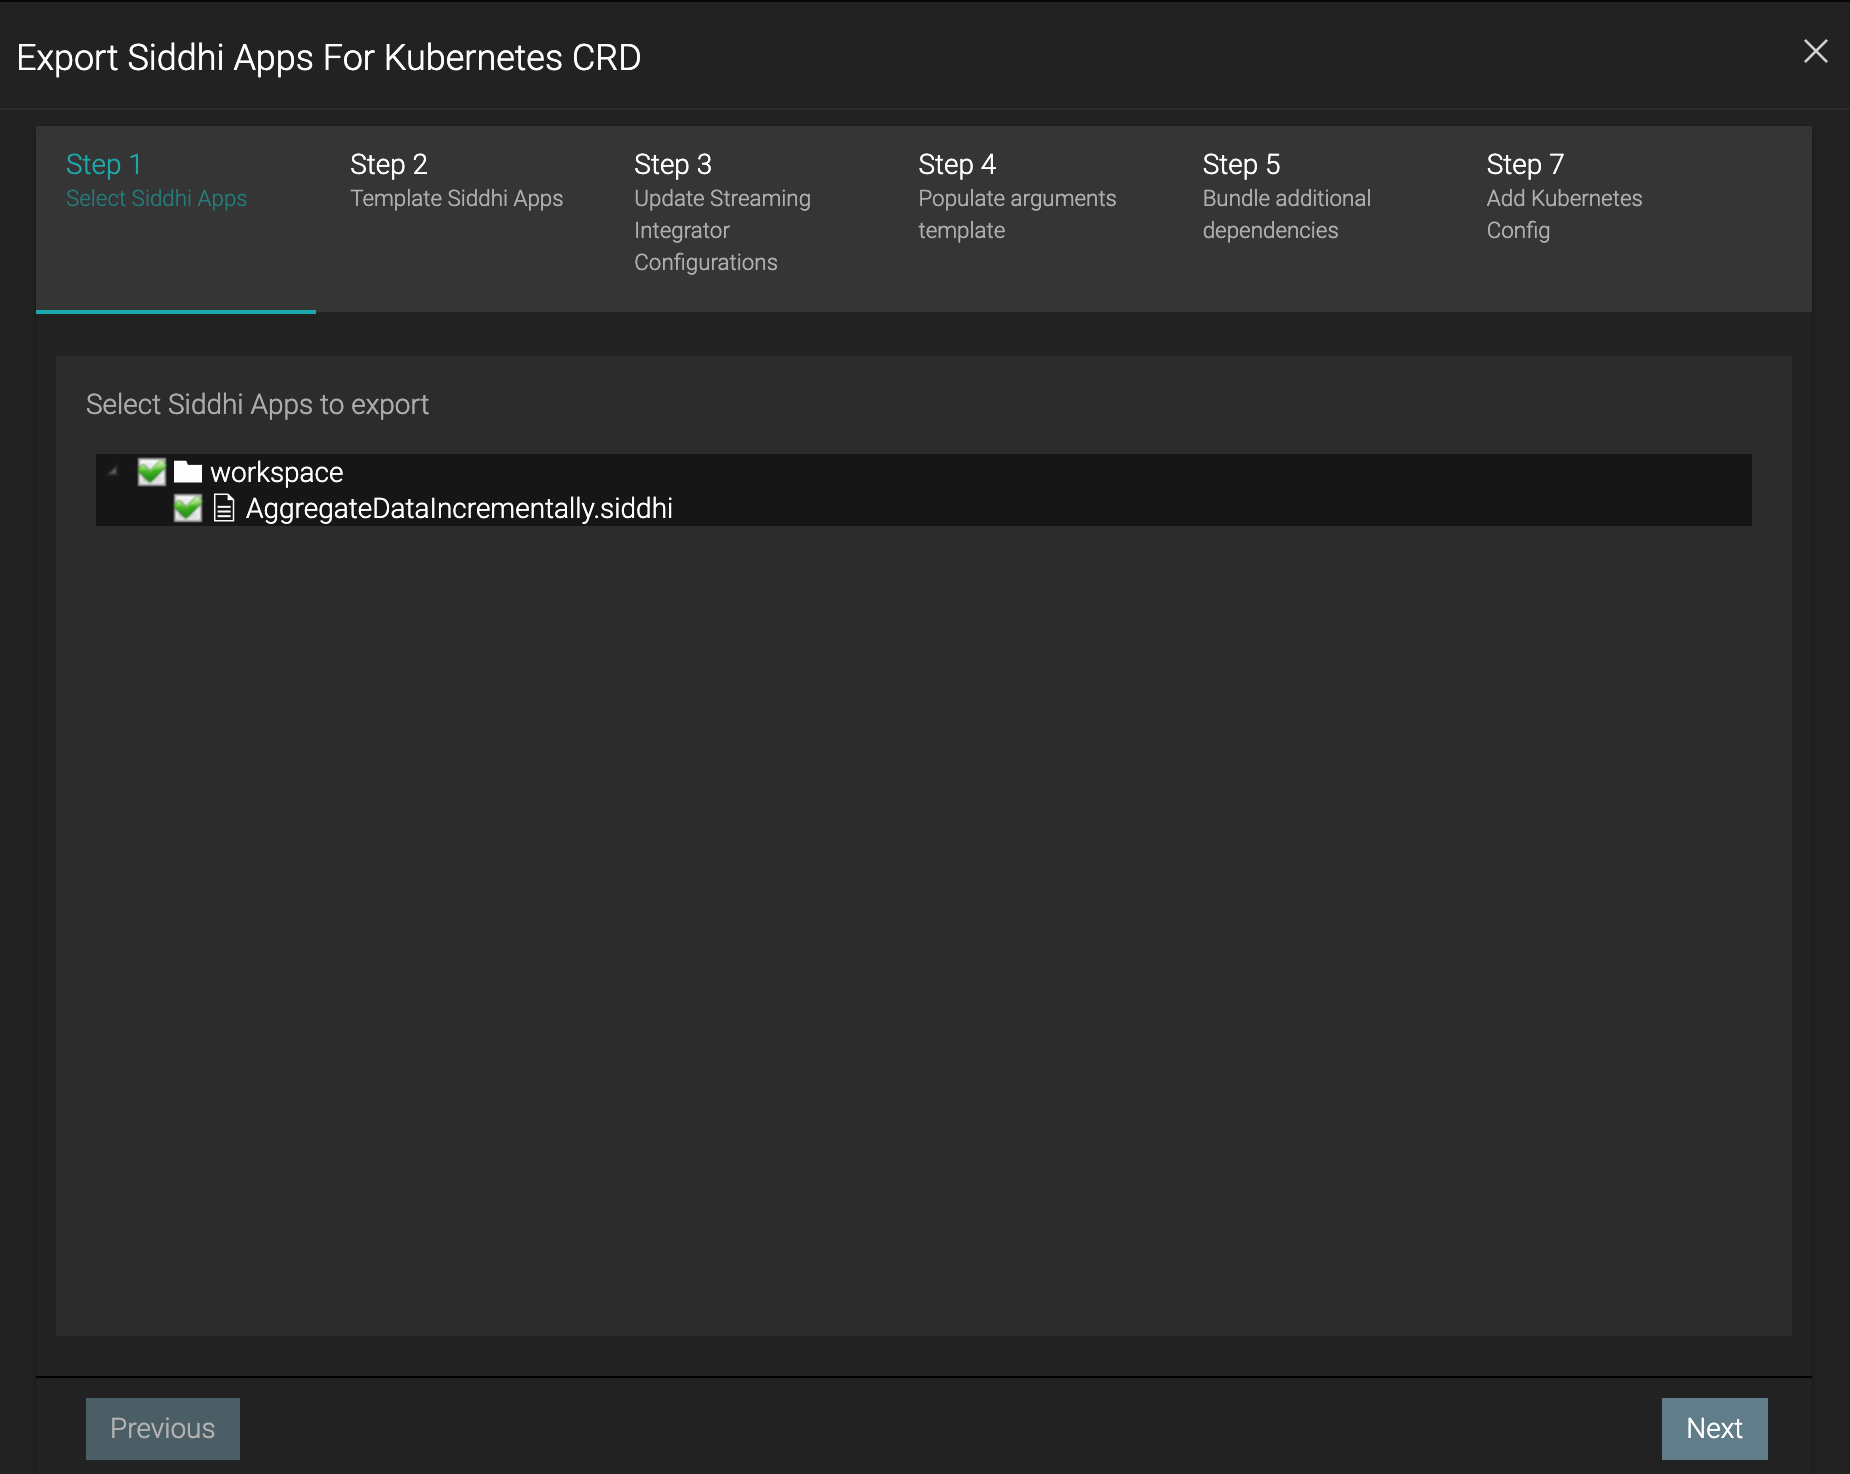 Export Siddhi Apps For Kubernetes CRD
Step 1
Select Siddhi Apps
Step 2
Template Siddhi Apps
Step 3
Update Streaming
Integrator
Configurations
Step 4
Populate arguments
template
Step 5
Bundle additional
dependencies
Step 7
Add Kubernetes
Config
Select Siddhi Apps to export
workspace
AggregateDataIncrementally.siddhi
Previous
Next